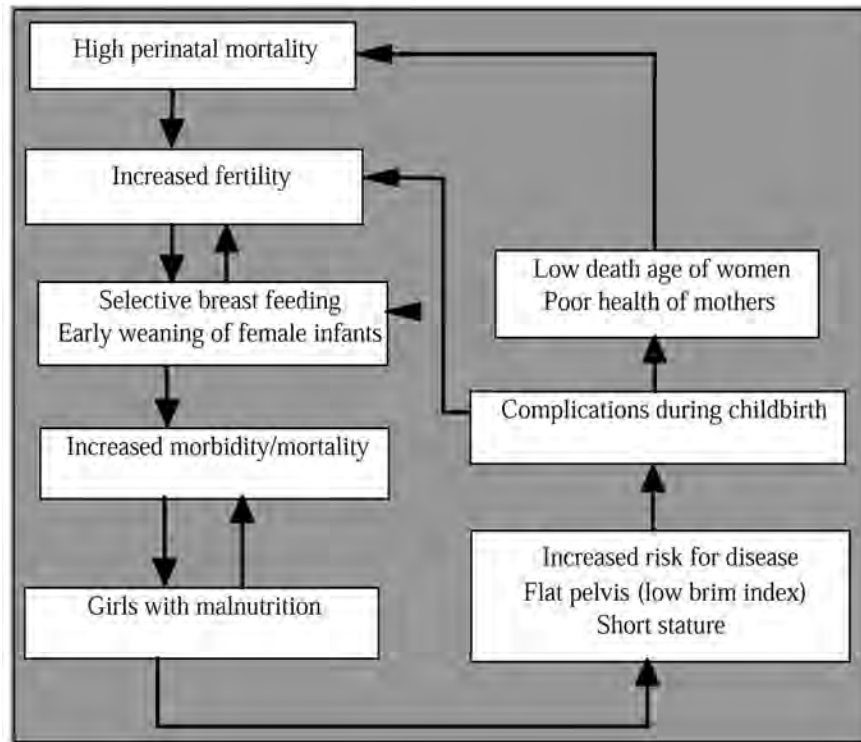 High perinatal mortality
Increased fertility
Selective breast feeding
Early weaning of female infants
Increased morbidity/mortality
Girls with malnutrition
Low death age of women
Poor health of mothers
Complications during childbirth
Increased risk for disease
Flat pelvis (low brim index)
Short stature